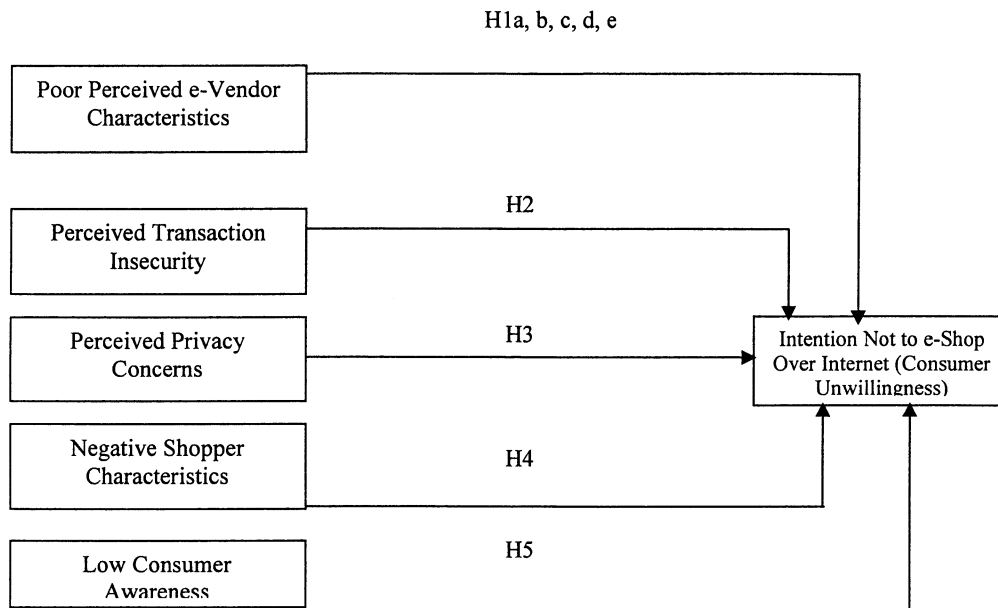 H1a, b, c, d, e
Poor Perceived e-Vendor
Characteristics
H2
Perceived Transaction
Insecurity
H3
Perceived Privacy
Concerns
Intention Not to e-Shop
Over Internet (Consumer
Unwillingness)
Negative Shopper
Characteristics
H4
H5
Low Consumer
Awareness